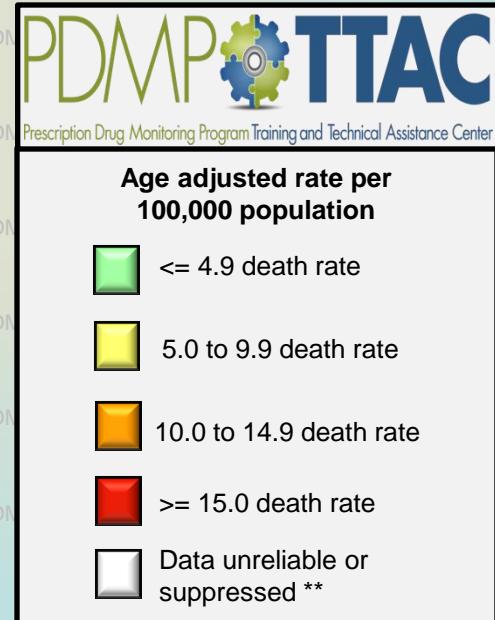 PDMP TTAC
Prescription Drug Monitoring Program Training and Technical Assistance Center
Age adjusted rate per
100,000 population
<= 4.9 death rate
5.0 to 9.9 death rate
10.0 to 14.9 death rate
>= 15.0 death rate
Data unreliable or
suppressed **